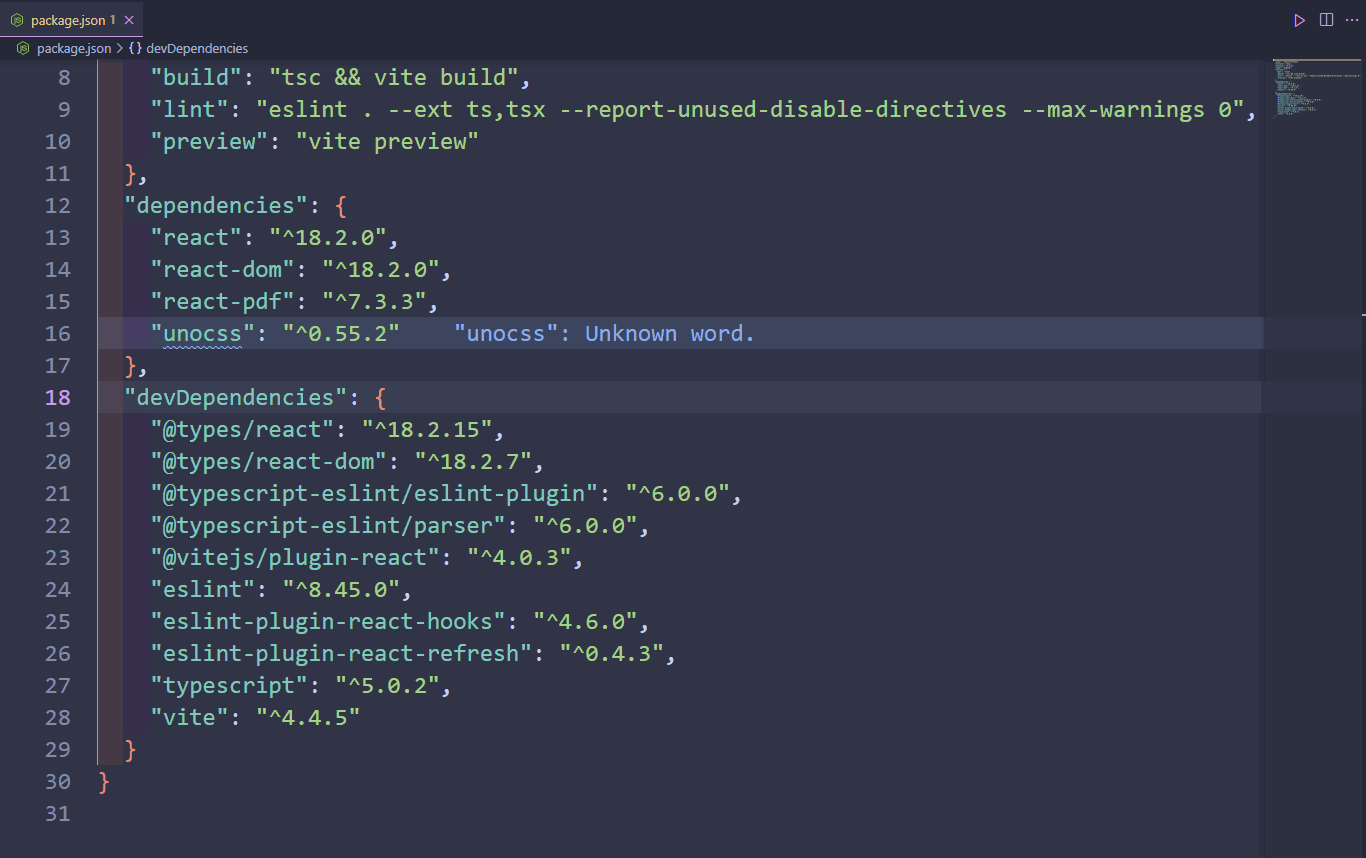 package.json 1
package.json > {} devDependencies
8 "build": "tsc && vite build",
9 "lint": "eslint . --ext ts,tsx --report-unused-disable-directives --max-warnings 0",
10 "preview": "vite preview"
11 },
12 "dependencies": {
13 "react": "^18.2.0",
14 "react-dom": "^18.2.0",
15 "react-pdf": "^7.3.3",
16 "unocss": "^0.55.2" "unocss": Unknown word.
17 },
18 "devDependencies": {
19 "@types/react": "^18.2.15",
20 "@types/react-dom": "^18.2.7",
21 "@typescript-eslint/eslint-plugin": "^6.0.0",
22 "@typescript-eslint/parser": "^6.0.0",
23 "@vitejs/plugin-react": "^4.0.3",
24 "eslint": "^8.45.0",
25 "eslint-plugin-react-hooks": "^4.6.0",
26 "eslint-plugin-react-refresh": "^0.4.3",
27 "typescript": "^5.0.2",
28 "vite": "^4.4.5"
29 }
30 }
31